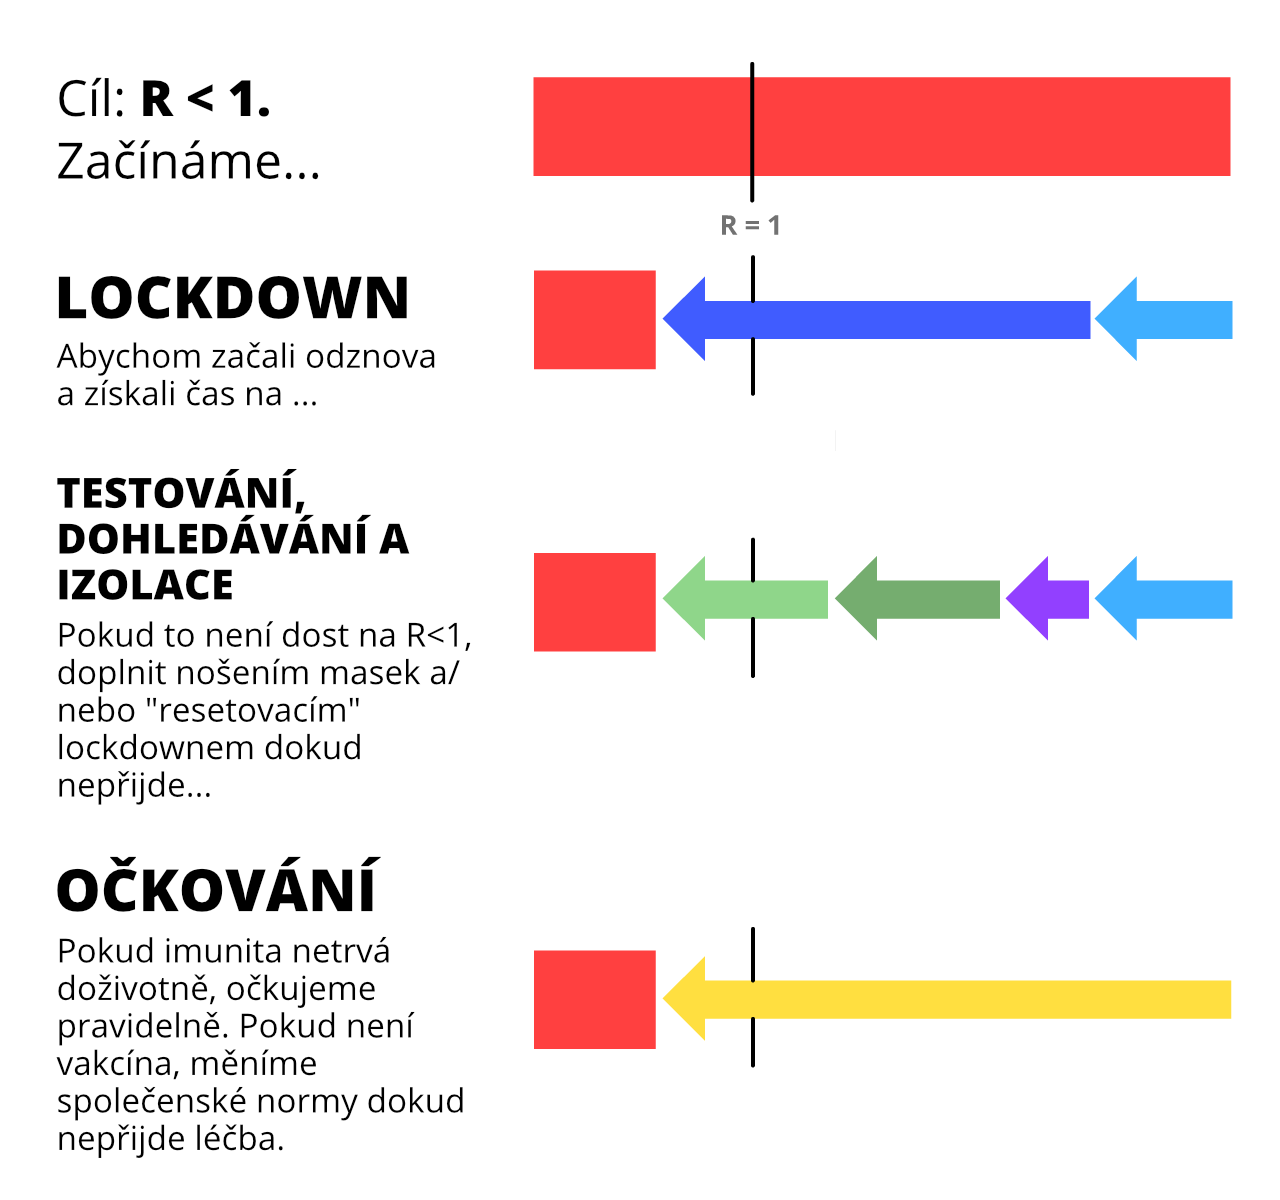 Cíl: R < 1.
Začínáme...
R = 1
LOCKDOWN
Abychom začali odznova
a získali čas na ...
TESTOVÁNÍ,
DOHLEDÁVÁNÍ A
IZOLACE
Pokud to není dost na R<1,
doplnit nošením masek a/
nebo "resetovacím"
lockdownem dokud
nepřijde...
OČKOVÁNÍ
Pokud imunita netrvá
doživotně, očkujeme
pravidelně. Pokud není
vakcína, měníme
společenské normy dokud
nepřijde léčba.